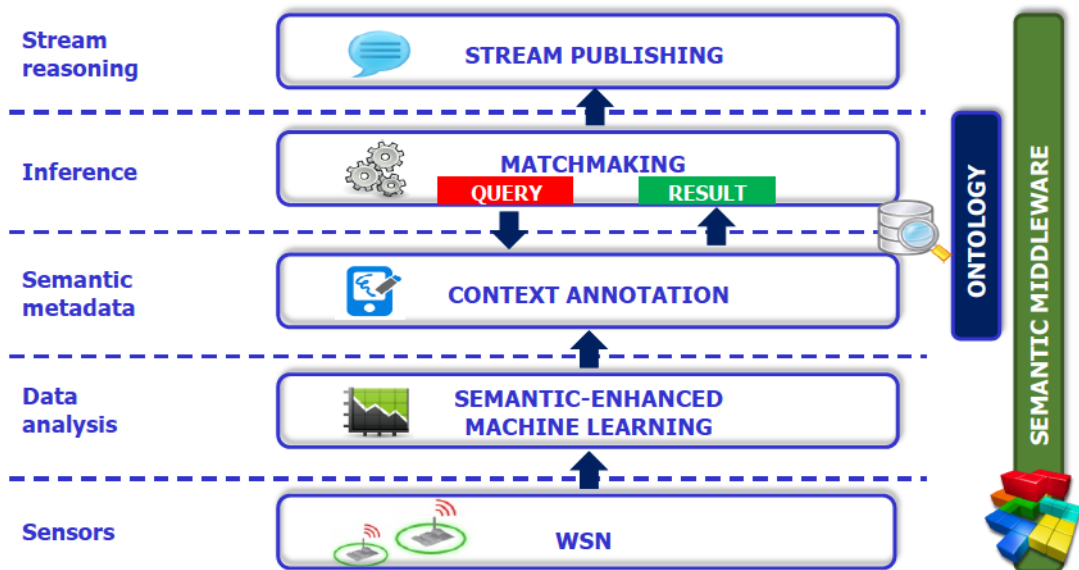 Stream
reasoning
STREAM PUBLISHING
Inference
MATCHMAKING
QUERY
RESULT
Semantic
metadata
CONTEXT ANNOTATION
Data
analysis
SEMANTIC-ENHANCED
MACHINE LEARNING
Sensors
WSN
ONTOLOGY
SEMANTIC MIDDLEWARE